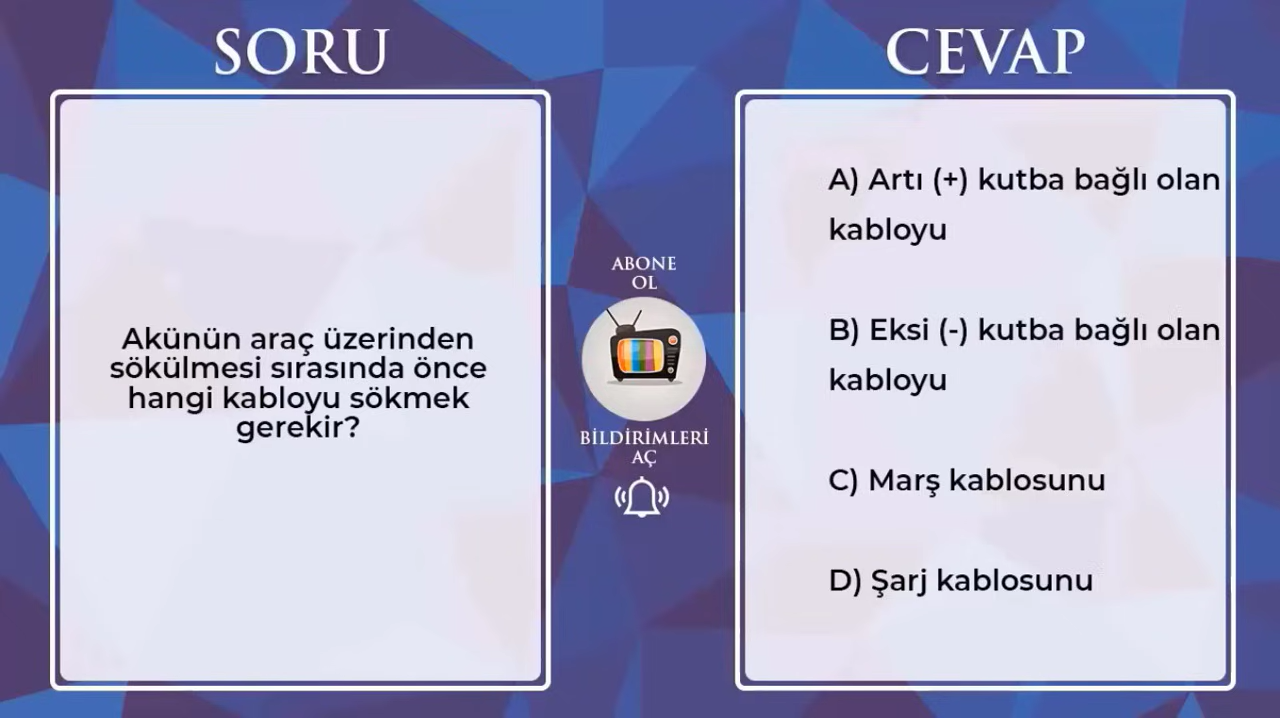 SORU
Akünün araç üzerinden
sökülmesi sırasında önce
hangi kabloyu sökmek
gerekir?
ABONE
OL
BİLDİRİMLERİ
AÇ
CEVAP
A) Artı (+) kutba bağlı olan
kabloyu
B) Eksi (-) kutba bağlı olan
kabloyu
C) Marş kablosunu
D) Şarj kablosunu